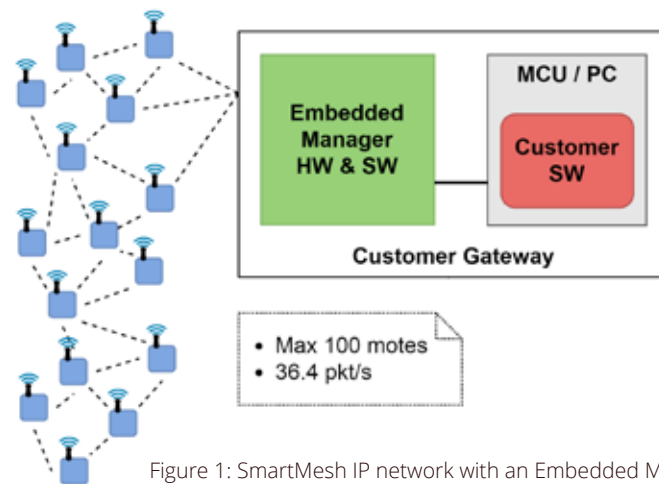 MCU / PC
Embedded
Manager
HW & SW
Customer
SW
Customer Gateway
• Max 100 motes
• 36.4 pkt/s
Figure 1: SmartMesh IP network with an Embedded M